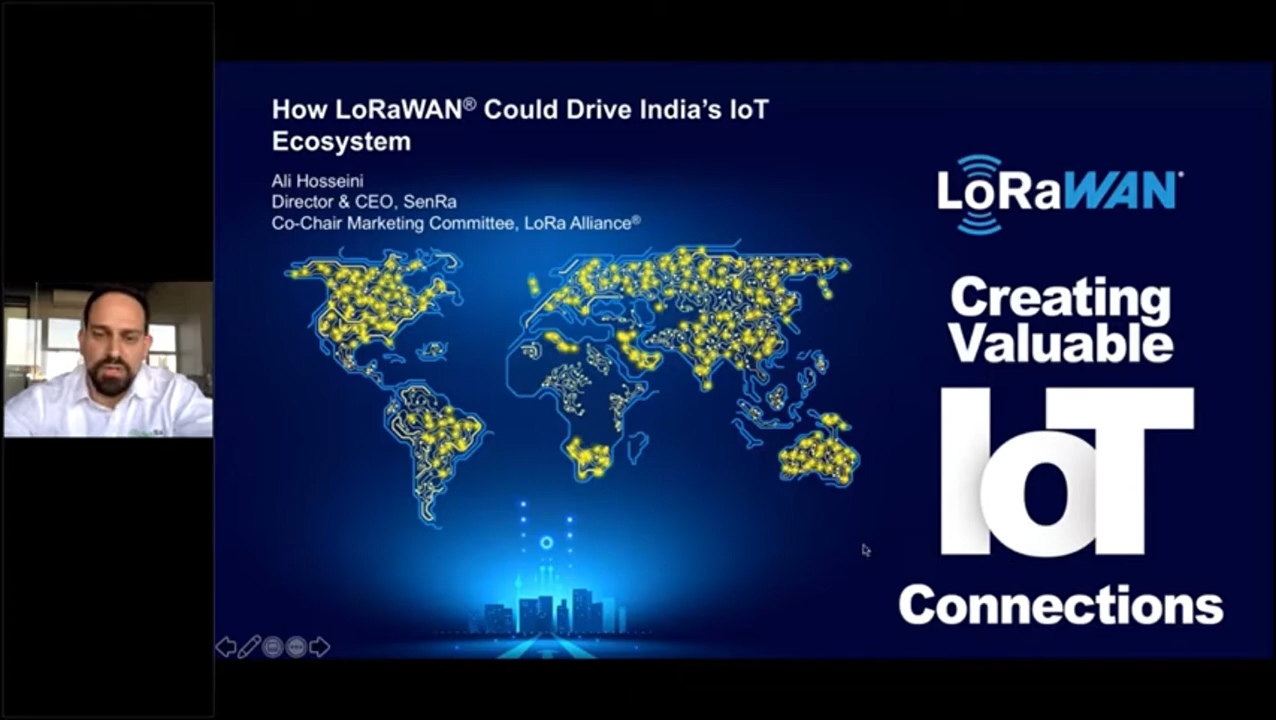 How LoRaWAN® Could Drive India's IoT
Ecosystem
Ali Hosseini
Director & CEO, SenRa
Co-Chair Marketing Committee, LoRa Alliance®
LoRaWAN®
Creating
Valuable
IoT
Connections